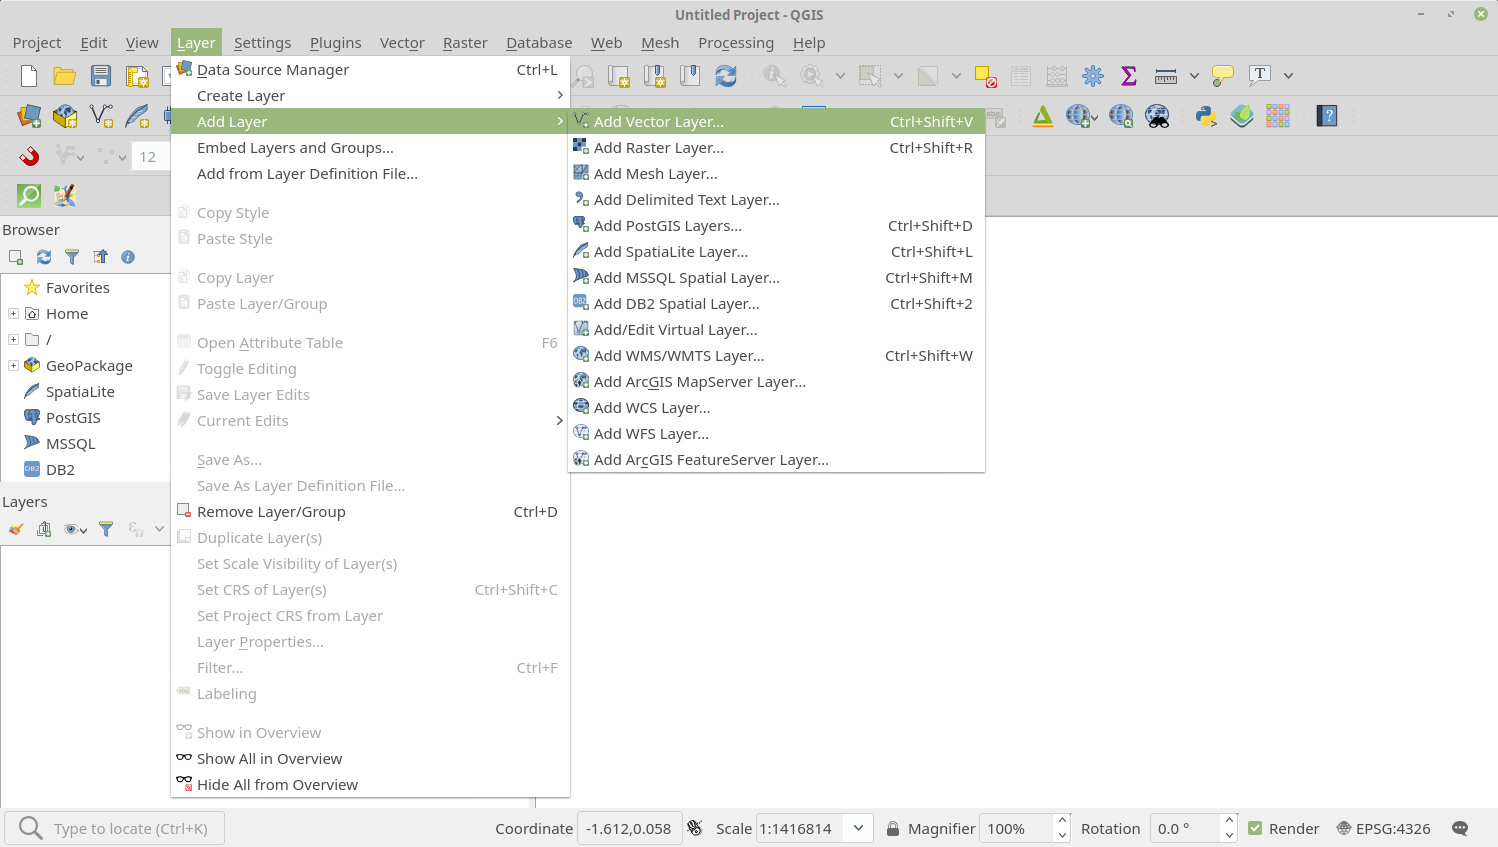 Untitled Project - QGIS
Project Edit View Layer Settings Plugins Vector Raster Database Web Mesh Processing Help
Data Source Manager Ctrl+L
Create Layer
Add Layer
Embed Layers and Groups...
Add from Layer Definition File...
Copy Style
Paste Style
Copy Layer
Paste Layer/Group
Open Attribute Table F6
Toggle Editing
Save Layer Edits
Current Edits
Save As...
Save As Layer Definition File...
Remove Layer/Group Ctrl+D
Duplicate Layer(s)
Set Scale Visibility of Layer(s)
Set CRS of Layer(s) Ctrl+Shift+C
Set Project CRS from Layer
Layer Properties...
Filter... Ctrl+F
Labeling
Show in Overview
Show All in Overview
Hide All from Overview
Add Vector Layer... Ctrl+Shift+V
Add Raster Layer... Ctrl+Shift+R
Add Mesh Layer...
Add Delimited Text Layer...
Add PostGIS Layers... Ctrl+Shift+D
Add SpatiaLite Layer... Ctrl+Shift+L
Add MSSQL Spatial Layer... Ctrl+Shift+M
DB2 Add DB2 Spatial Layer... Ctrl+Shift+2
Add/Edit Virtual Layer...
Add WMS/WMTS Layer... Ctrl+Shift+W
Add ArcGIS MapServer Layer...
Add WCS Layer...
Add WFS Layer...
Add ArcGIS FeatureServer Layer...
12
Browser
Favorites
Home
/
GeoPackage
SpatiaLite
PostGIS
MSSQL
DB2 DB2
Layers
Type to locate (Ctrl+K) Coordinate -1.612,0.058 Scale 1:1416814 Magnifier 100% Rotation 0.0 ° Render EPSG:4326